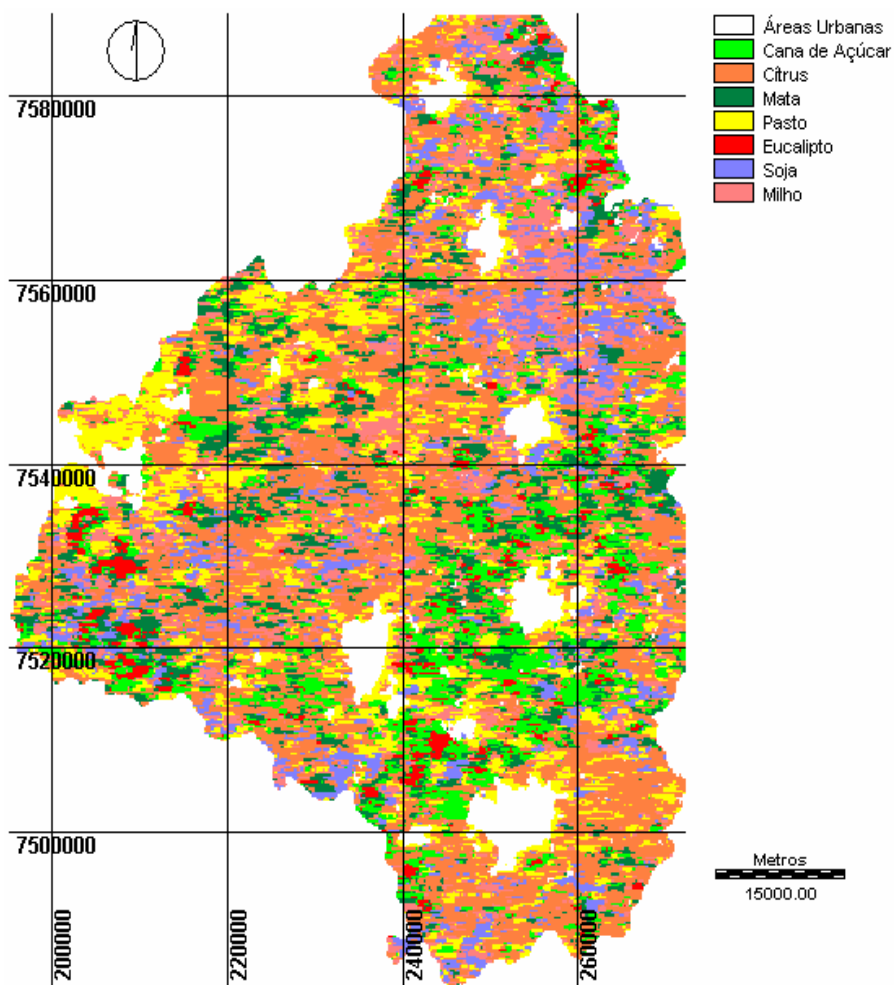 Áreas Urbanas
Cana de Açúcar
Cítrus
Mata
Pasto
Eucalipto
Soja
Milho
7580000
7560000
7540000
7520000
7500000
Metros
15000.00
200000
220000
240000
260000